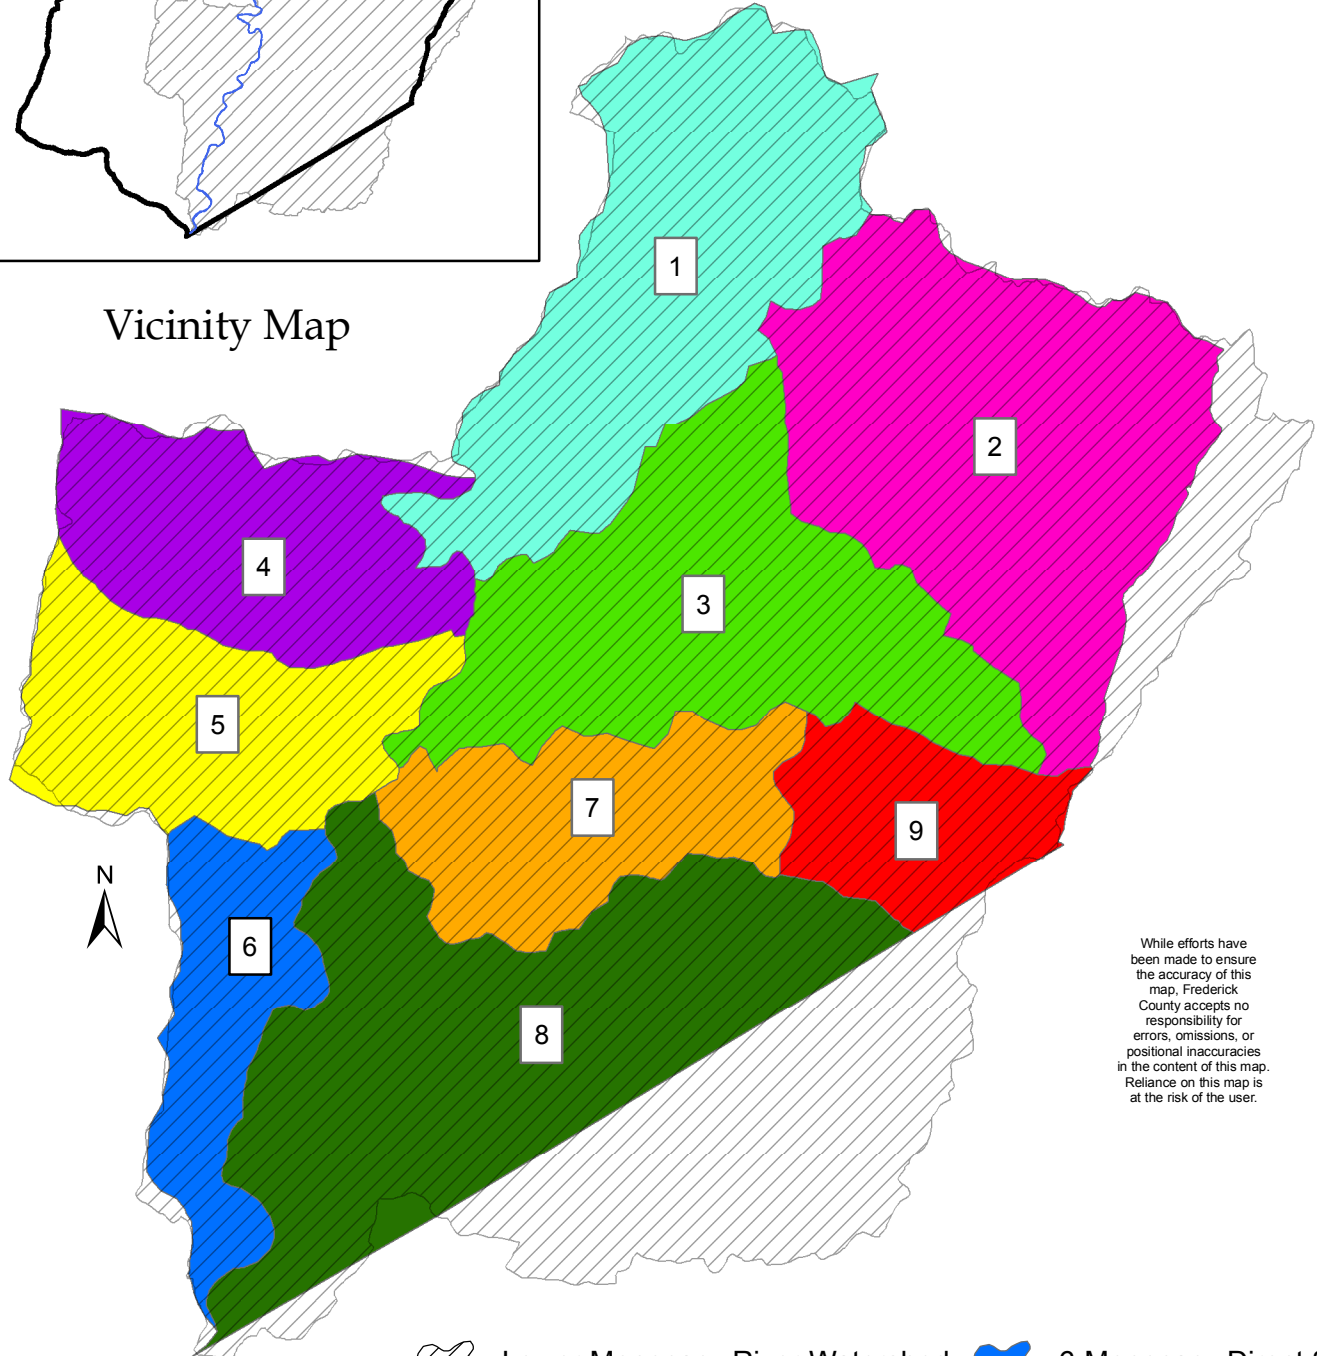 Vicinity Map
1
2
3
4
5
6
7
8
9
N
While efforts have
been made to ensure
the accuracy of this
map, Frederick
County accepts no
responsibility for
errors, omissions, or
positional inaccuracies
in the content of this map.
Reliance on this map is
at the risk of the user.